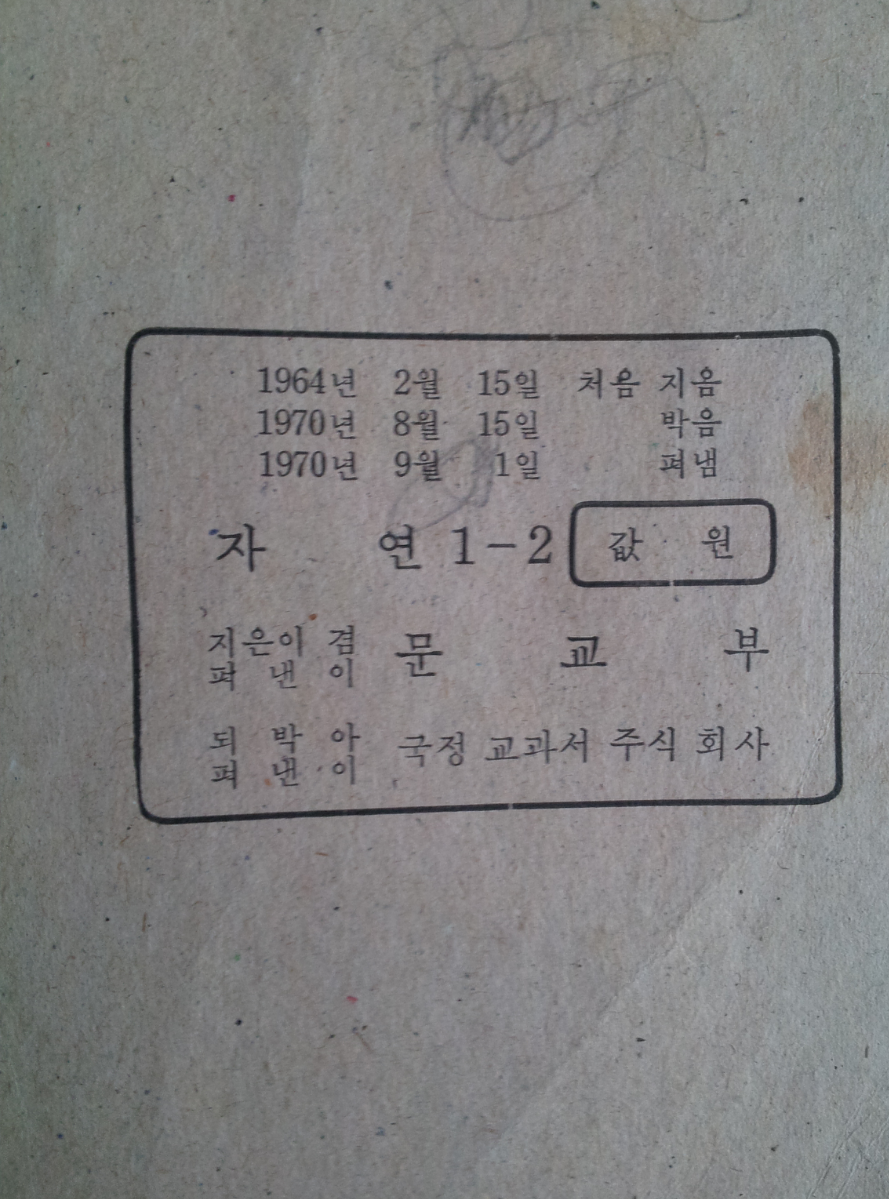 1964년 2월 15일 처음 지음
1970년 8월 15일 박음
1970년 9월 1일 펴냄
자 연 1-2 값 원
지은이 겸
펴 낸 이 문 교 부
되 박 아
펴 낸 이 국정 교과서 주식 회사